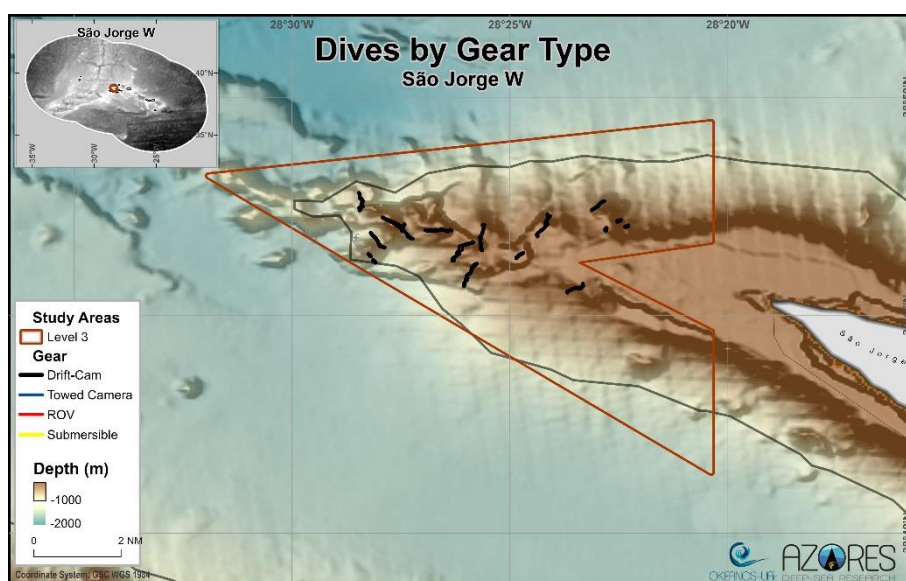 São Jorge W
40°N
35°N
35°W
30°W
25°W
28°30'W
28°25'W
28°20'W
Dives by Gear Type
São Jorge W
Study Areas
Level 3
Gear
Drift-Cam
Towed Camera
ROV
Submersible
Depth (m)
-1000
-2000
0 2 NM
São Jorge
Coordinate System: GSC WGS 1984
OKEANOS-UAc
AZORES
DEEP-SEA RESEARCH